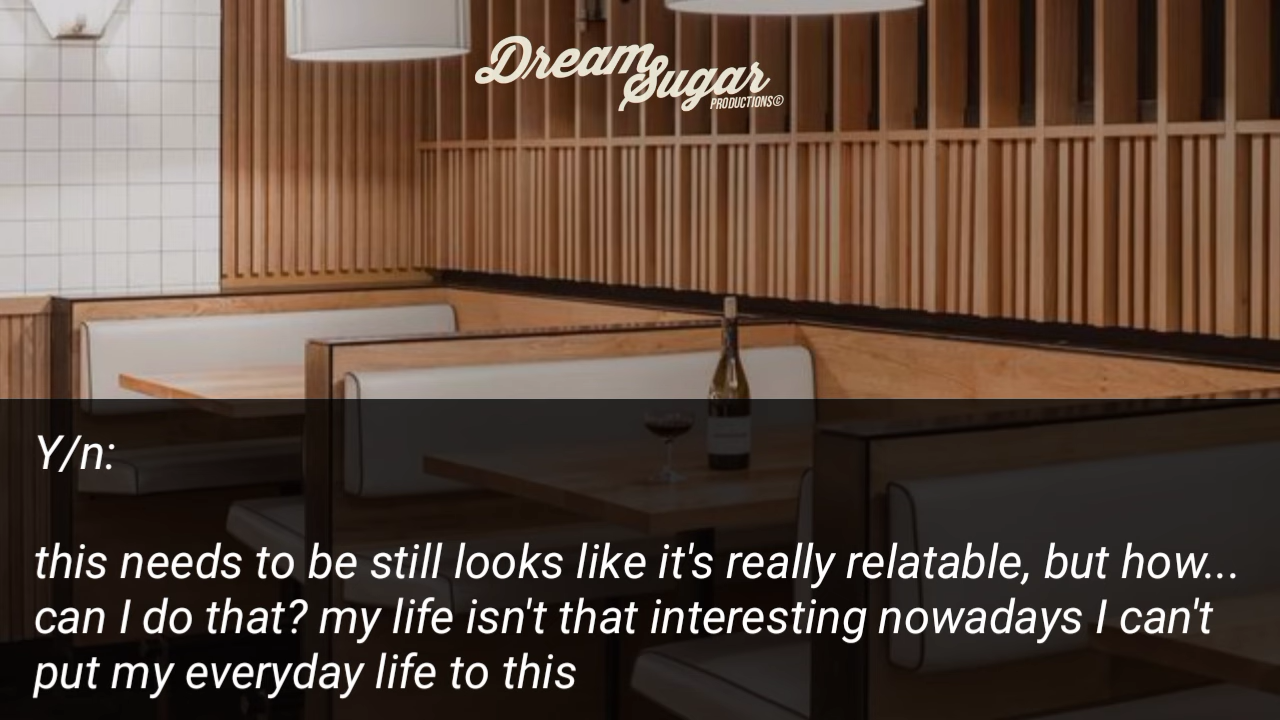 Dream
Sugar
PRODUCTIONS©
Y/n:
this needs to be still looks like it's really relatable, but how...
can I do that? my life isn't that interesting nowadays I can't
put my everyday life to this